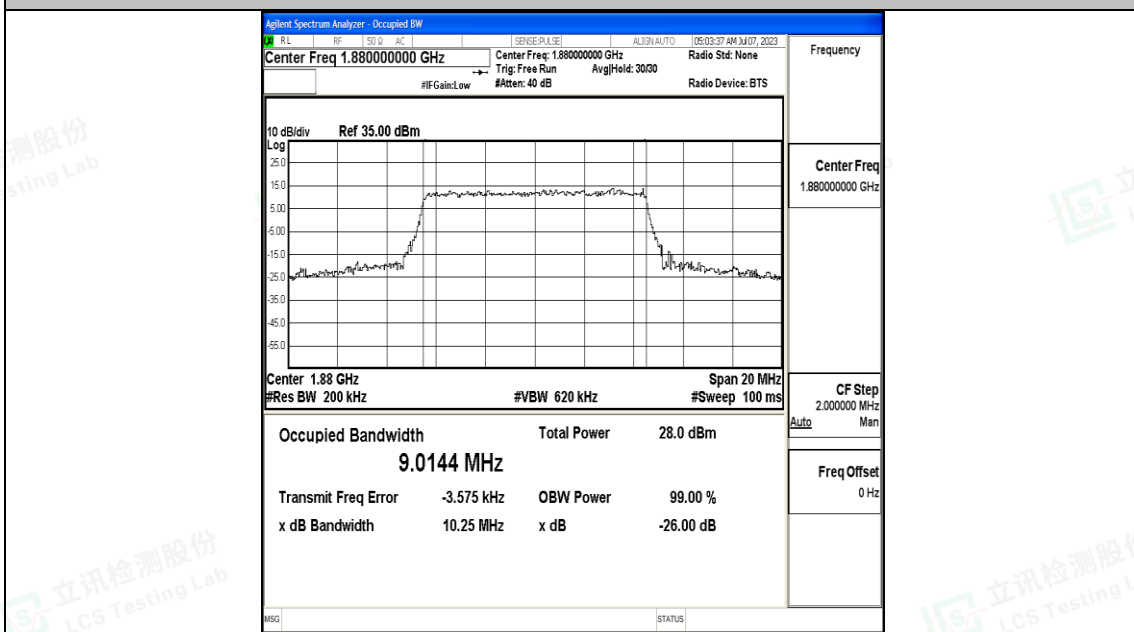 Agilent Spectrum Analyzer - Occupied BW
RL RF 50 Ω AC SENSE:PULSE ALIGN AUTO 05:03:37 AM Jul 07, 2023
Center Freq 1.880000000 GHz
Center Freq: 1.880000000 GHz Radio Std: None
Trig: Free Run Avg|Hold: 30/30
#IFGain:Low #Atten: 40 dB Radio Device: BTS
Frequency
10 dB/div Ref 35.00 dBm
Log
25.0
15.0
5.00
-5.00
-15.0
-25.0
-35.0
-45.0
-55.0
Center 1.88 GHz Span 20 MHz
#Res BW 200 kHz #VBW 620 kHz #Sweep 100 ms
Center Freq
1.880000000 GHz
CF Step
2.000000 MHz
Auto Man
Freq Offset
0 Hz
Occupied Bandwidth Total Power 28.0 dBm
9.0144 MHz
Transmit Freq Error -3.575 kHz OBW Power 99.00 %
x dB Bandwidth 10.25 MHz x dB -26.00 dB
MSG STATUS
测股份
sting Lab
立讯检测股份
LCS Testing Lab
立讯检测股
LCS Testing L